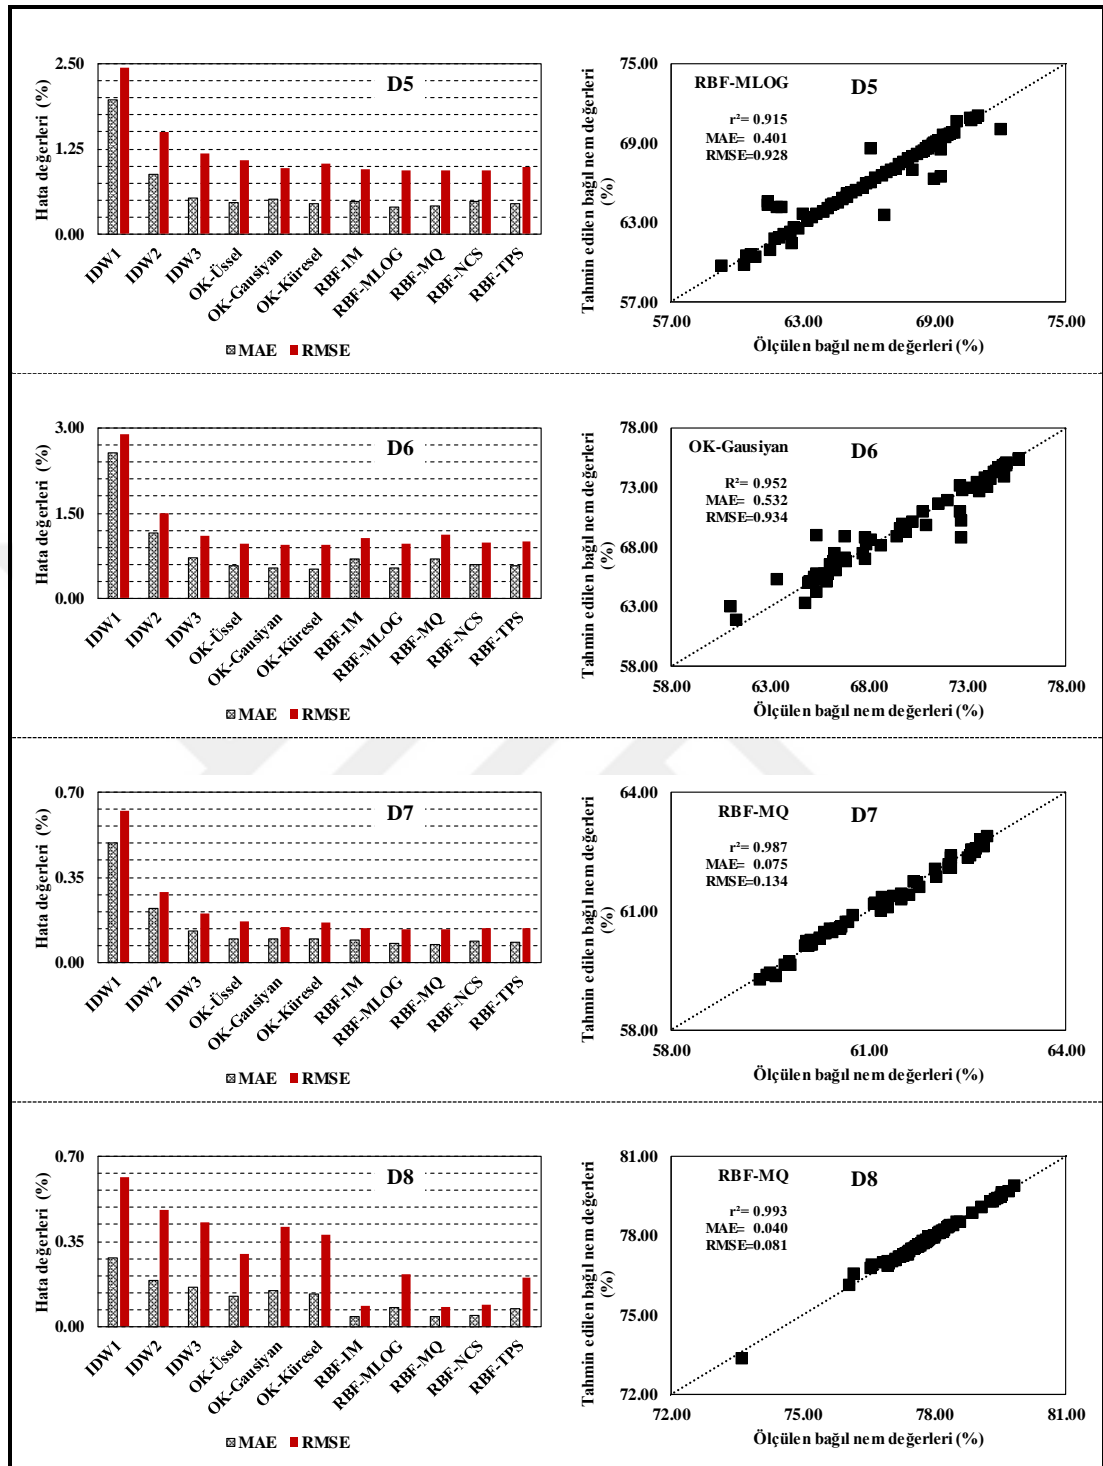 Hata değerleri (%)
2.50
1.25
0.00
D5
IDW1
IDW2
IDW3
OK-Üssel
OK-Gausiyan
OK-Küresel
RBF-IM
RBF-MLOG
RBF-MQ
RBF-NCS
RBF-TPS
MAE RMSE
Tahmin edilen bağıl nem değerleri
(%)
75.00
69.00
63.00
57.00
RBF-MLOG
D5
r²= 0.915
MAE= 0.401
RMSE=0.928
57.00 63.00 69.00 75.00
Ölçülen bağıl nem değerleri (%)
Hata değerleri (%)
3.00
1.50
0.00
D6
IDW1
IDW2
IDW3
OK-Üssel
OK-Gausiyan
OK-Küresel
RBF-IM
RBF-MLOG
RBF-MQ
RBF-NCS
RBF-TPS
MAE RMSE
Tahmin edilen bağıl nem değerleri
(%)
78.00
73.00
68.00
63.00
58.00
OK-Gausiyan
D6
R²= 0.952
MAE= 0.532
RMSE=0.934
58.00 63.00 68.00 73.00 78.00
Ölçülen bağıl nem değerleri (%)
Hata değerleri (%)
0.70
0.35
0.00
D7
IDW1
IDW2
IDW3
OK-Üssel
OK-Gausiyan
OK-Küresel
RBF-IM
RBF-MLOG
RBF-MQ
RBF-NCS
RBF-TPS
MAE RMSE
Tahmin edilen bağıl nem değerleri
(%)
64.00
61.00
58.00
RBF-MQ
D7
r²= 0.987
MAE= 0.075
RMSE=0.134
58.00 61.00 64.00
Ölçülen bağıl nem değerleri (%)
Hata değerleri (%)
0.70
0.35
0.00
D8
IDW1
IDW2
IDW3
OK-Üssel
OK-Gausiyan
OK-Küresel
RBF-IM
RBF-MLOG
RBF-MQ
RBF-NCS
RBF-TPS
MAE RMSE
Tahmin edilen bağıl nem değerleri
(%)
81.00
78.00
75.00
72.00
RBF-MQ
D8
r²= 0.993
MAE= 0.040
RMSE=0.081
72.00 75.00 78.00 81.00
Ölçülen bağıl nem değerleri (%)